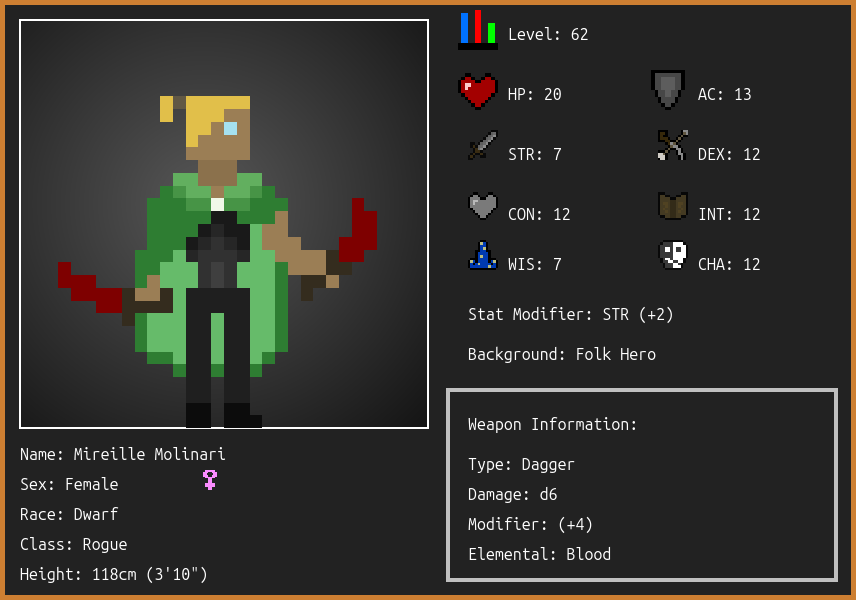 Level: 62
HP: 20
AC: 13
STR: 7
DEX: 12
CON: 12
INT: 12
WIS: 7
CHA: 12
Stat Modifier: STR (+2)
Background: Folk Hero
Weapon Information:
Type: Dagger
Damage: d6
Modifier: (+4)
Elemental: Blood
Name: Mireille Molinari
Sex: Female
Race: Dwarf
Class: Rogue
Height: 118cm (3'10")